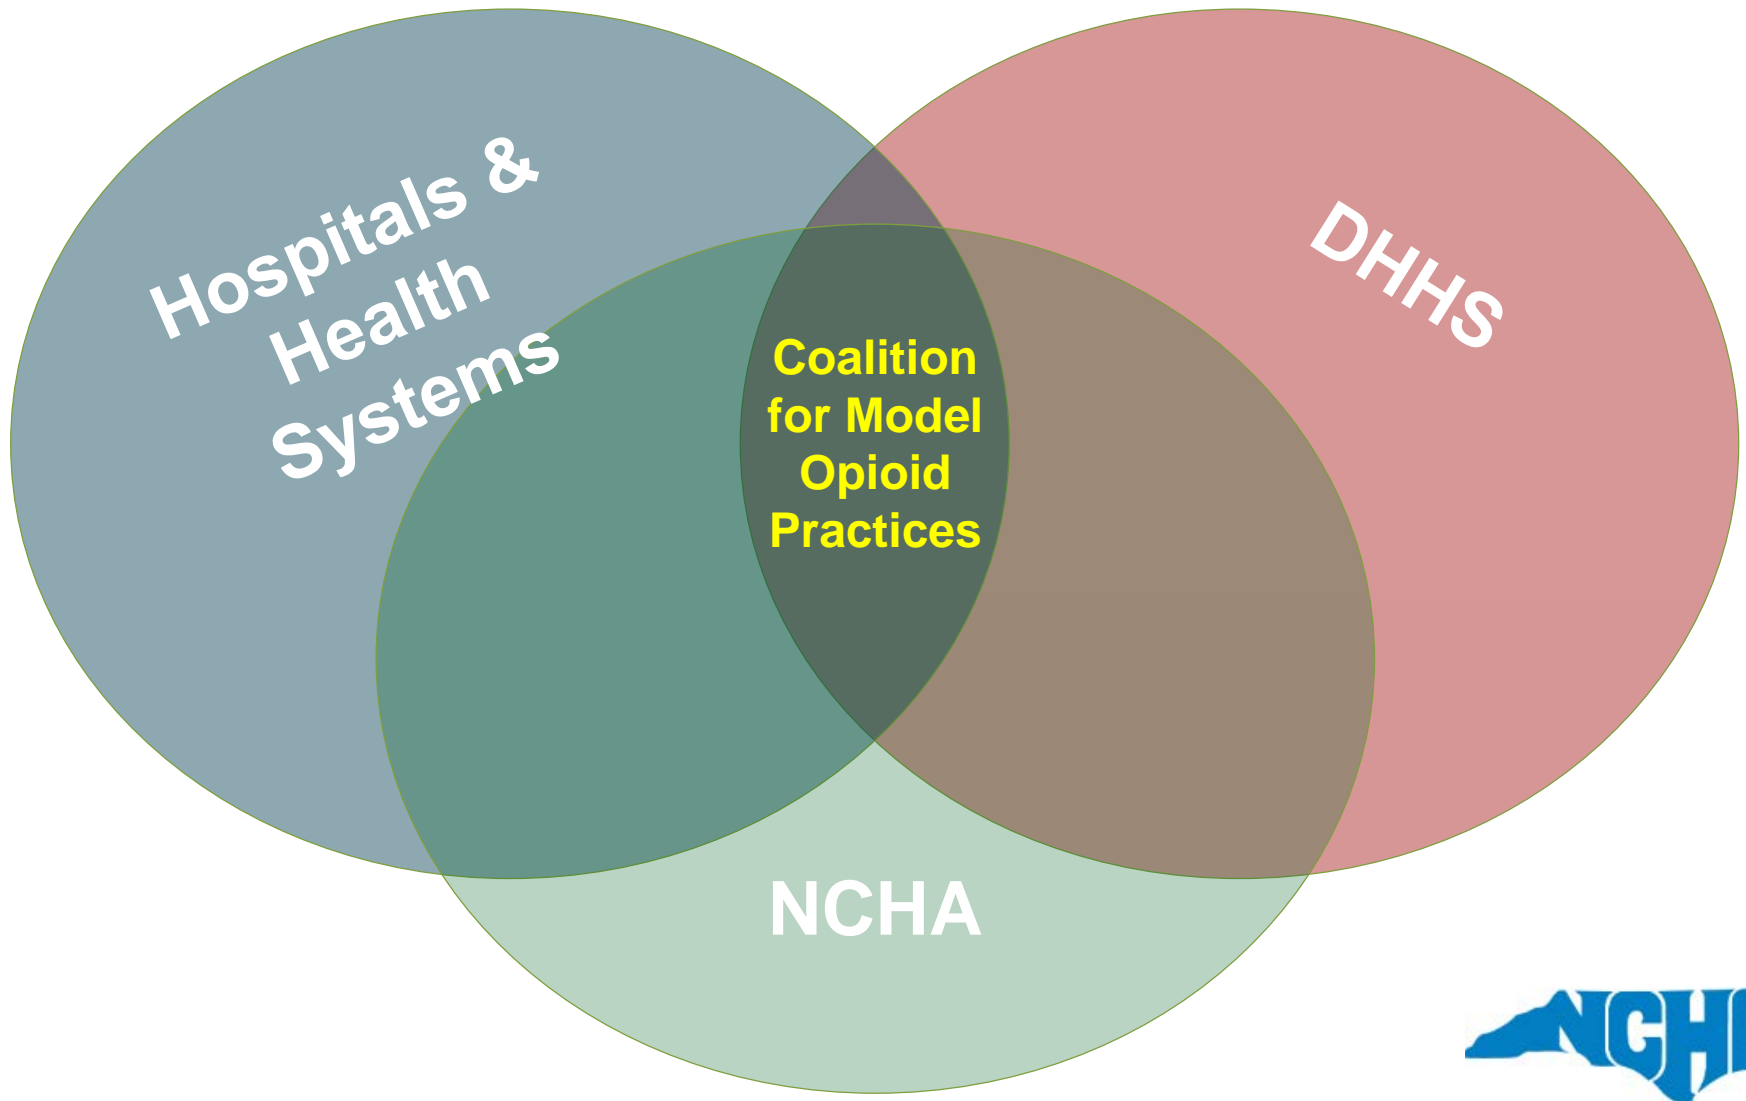 Hospitals &
Health
Systems
DHHS
Coalition
for Model
Opioid
Practices
NCHA